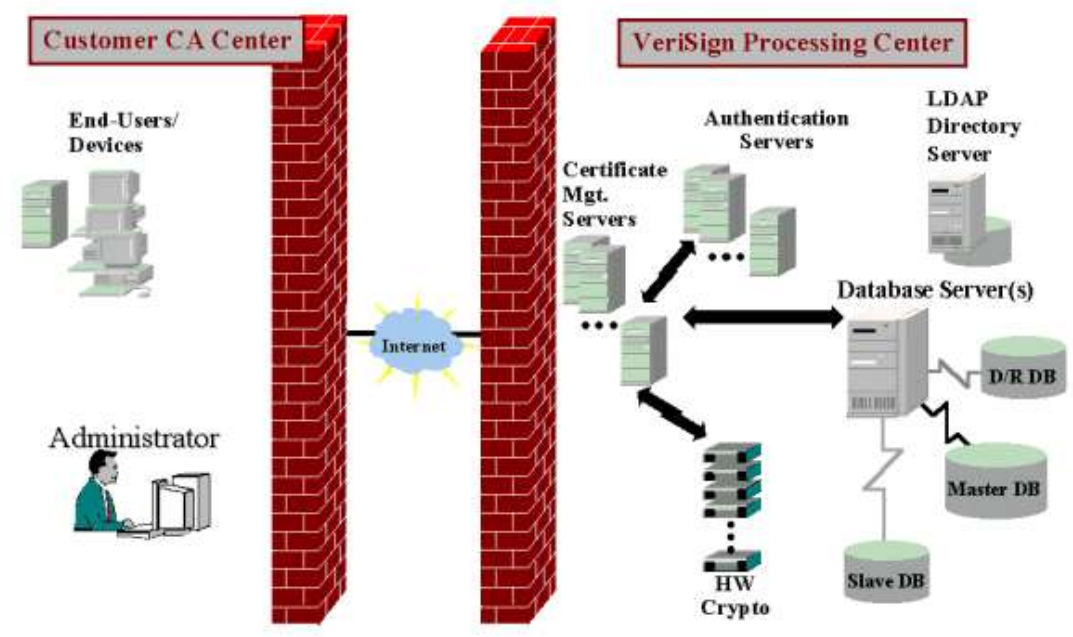 Customer CA Center
VeriSign Processing Center
End-Users/
Devices
Authentication
Servers
LDAP
Directory
Server
Certificate
Mgt.
Servers
Database Server(s)
Internet
D/R DB
Administrator
Master DB
Slave DB
HW
Crypto